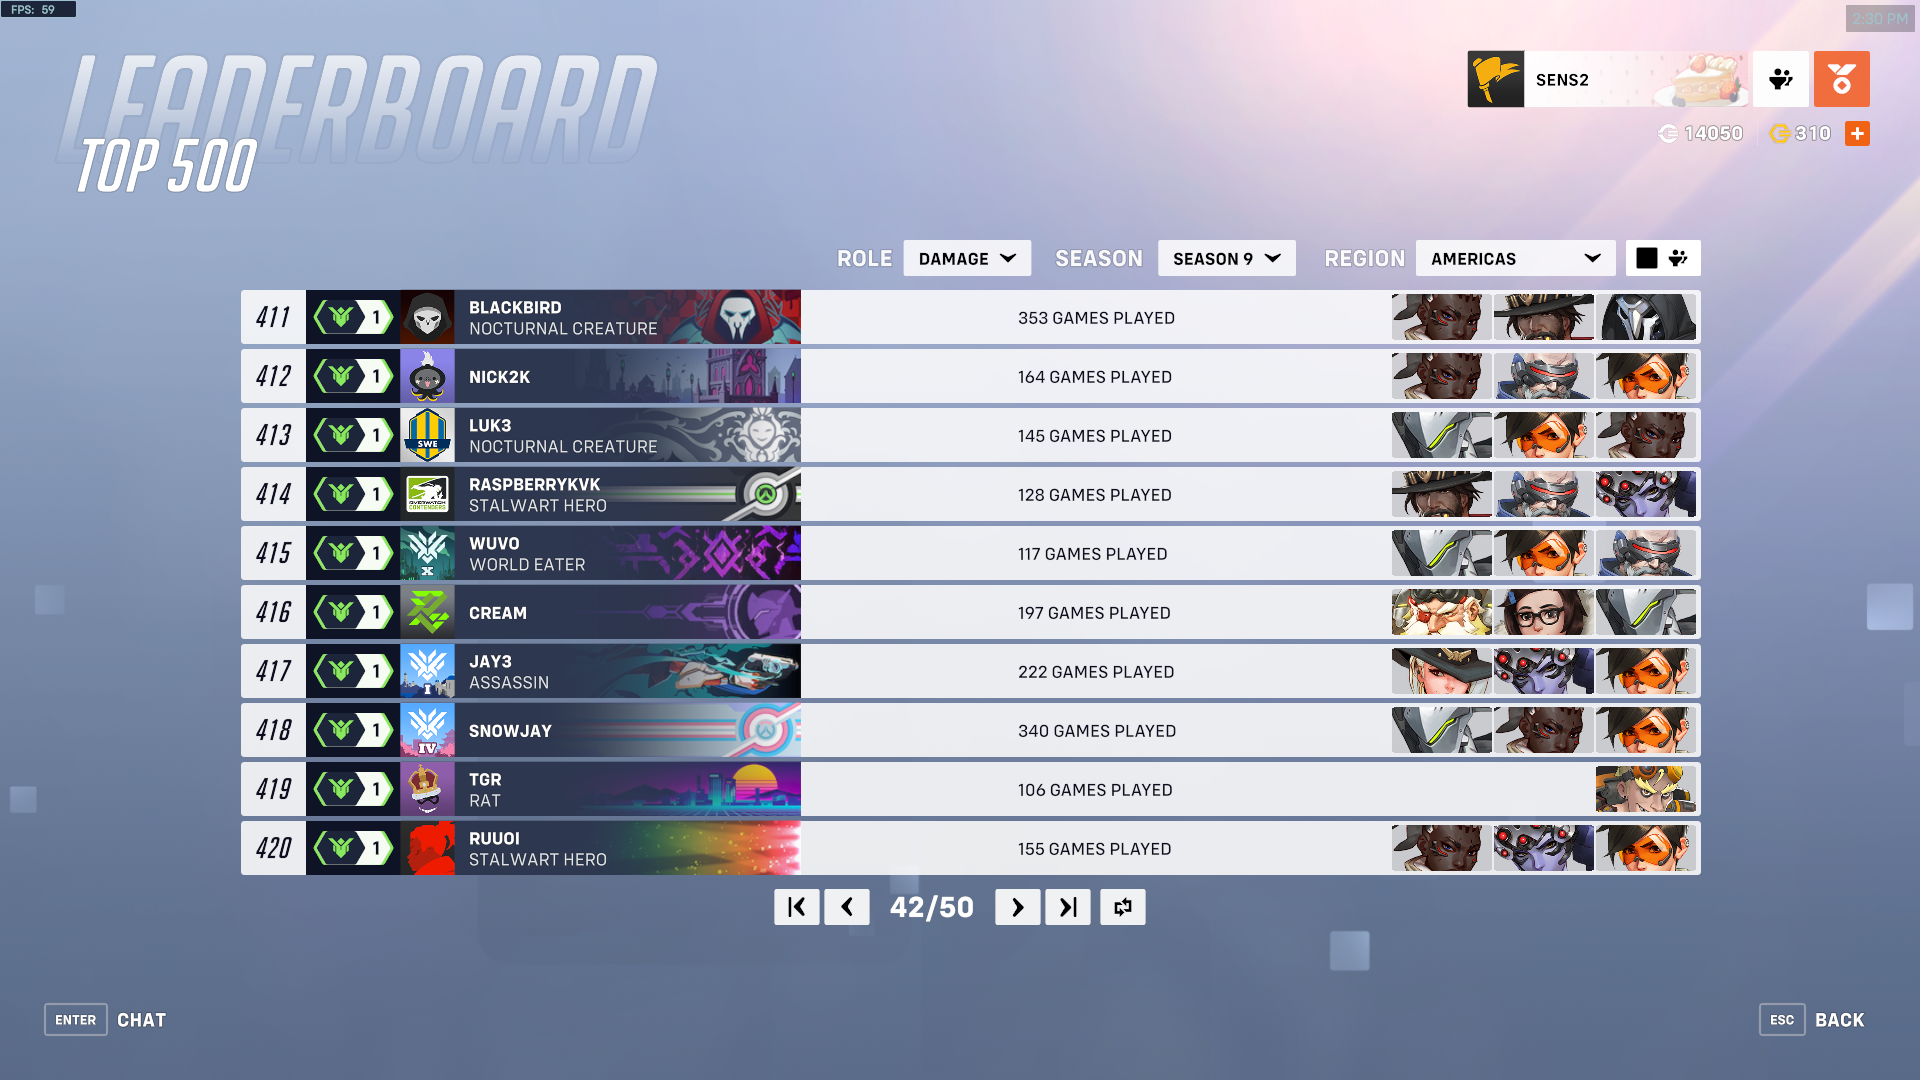 FPS: 59
2:30 PM
LEADERBOARD
TOP 500
SENS2
14050
310
ROLE DAMAGE SEASON SEASON 9 REGION AMERICAS
411 1 BLACKBIRD NOCTURNAL CREATURE 353 GAMES PLAYED
412 1 NICK2K 164 GAMES PLAYED
413 SWE 1 LUK3 NOCTURNAL CREATURE 145 GAMES PLAYED
414 1 OVERWATCH CONTENDERS RASPBERRYKVK STALWART HERO 128 GAMES PLAYED
415 1 X WUVO WORLD EATER 117 GAMES PLAYED
416 1 CREAM 197 GAMES PLAYED
417 1 I JAY3 ASSASSIN 222 GAMES PLAYED
418 1 IV SNOWJAY 340 GAMES PLAYED
419 1 TGR RAT 106 GAMES PLAYED
420 1 RUUOI STALWART HERO 155 GAMES PLAYED
42/50
ENTER CHAT
ESC BACK